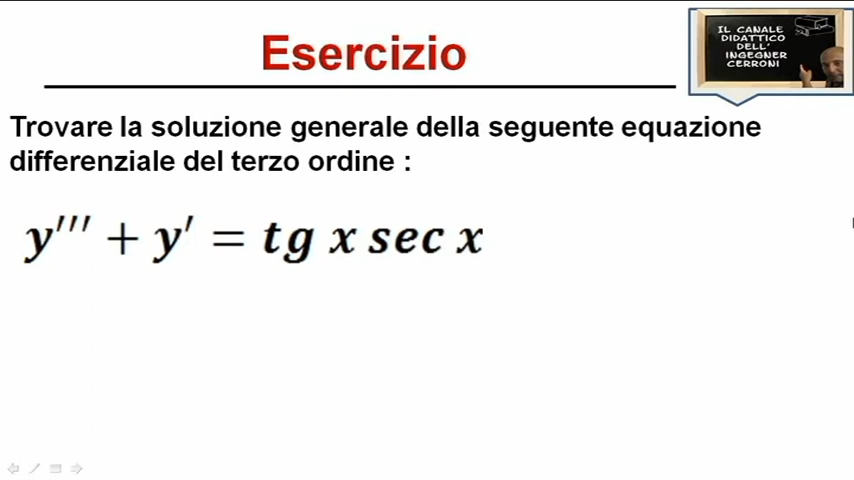 Esercizio
IL CANALE
DIDATTICO
DELL'
INGEGNER
CERRONI
Trovare la soluzione generale della seguente equazione
differenziale del terzo ordine :
y′′′ + y′ = tg x sec x